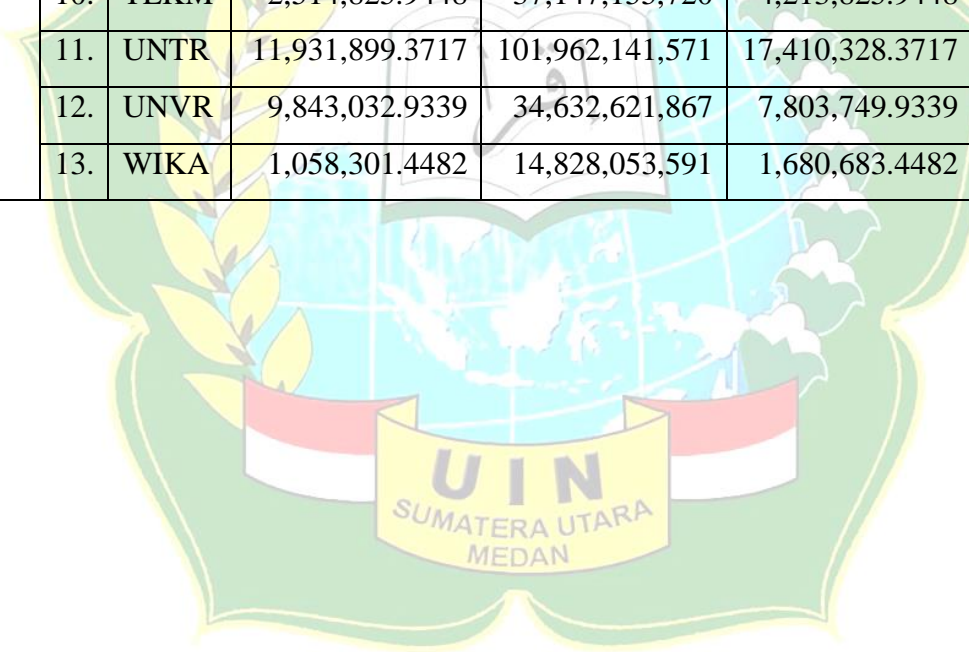 11. UNTR 11,931,899.3717 101,962,141,571 17,410,328.3717
12. UNVR 9,843,032.9339 34,632,621,867 7,803,749.9339
13. WIKA 1,058,301.4482 14,828,053,591 1,680,683.4482
UIN
SUMATERA UTARA
MEDAN